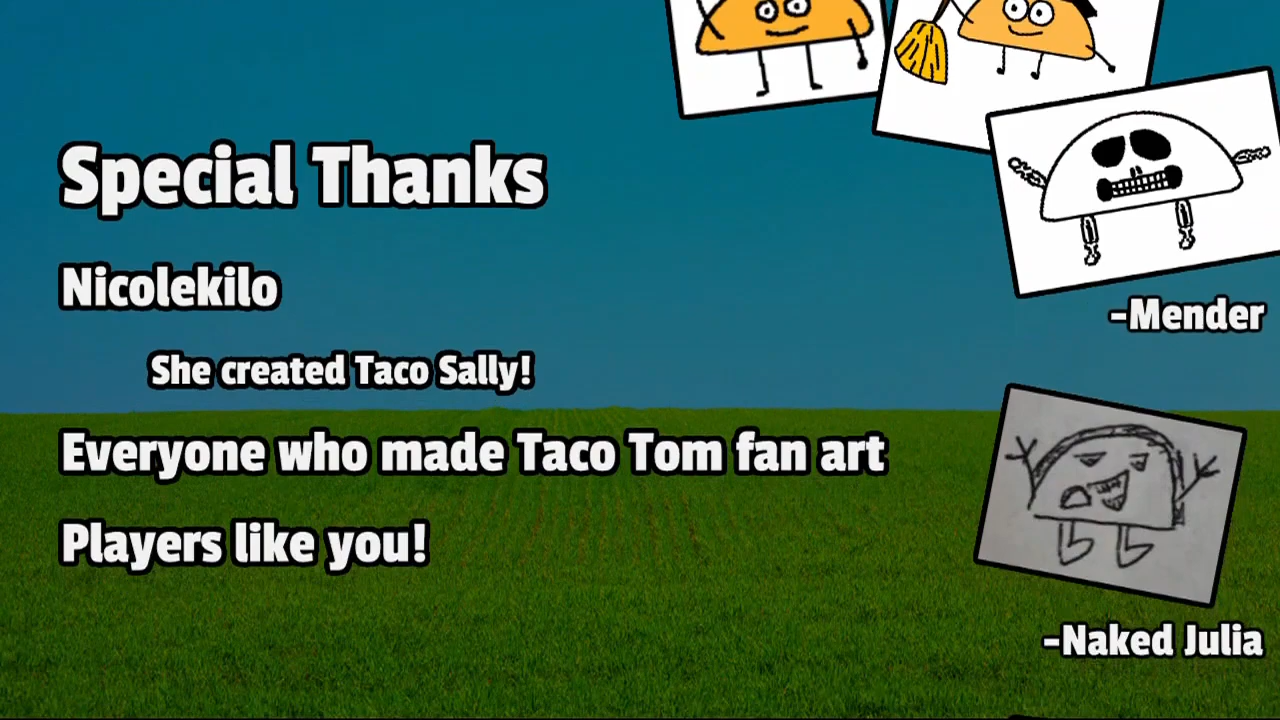 Special Thanks
Nicolekilo
She created Taco Sally!
Everyone who made Taco Tom fan art
Players like you!
-Mender
-Naked Julia